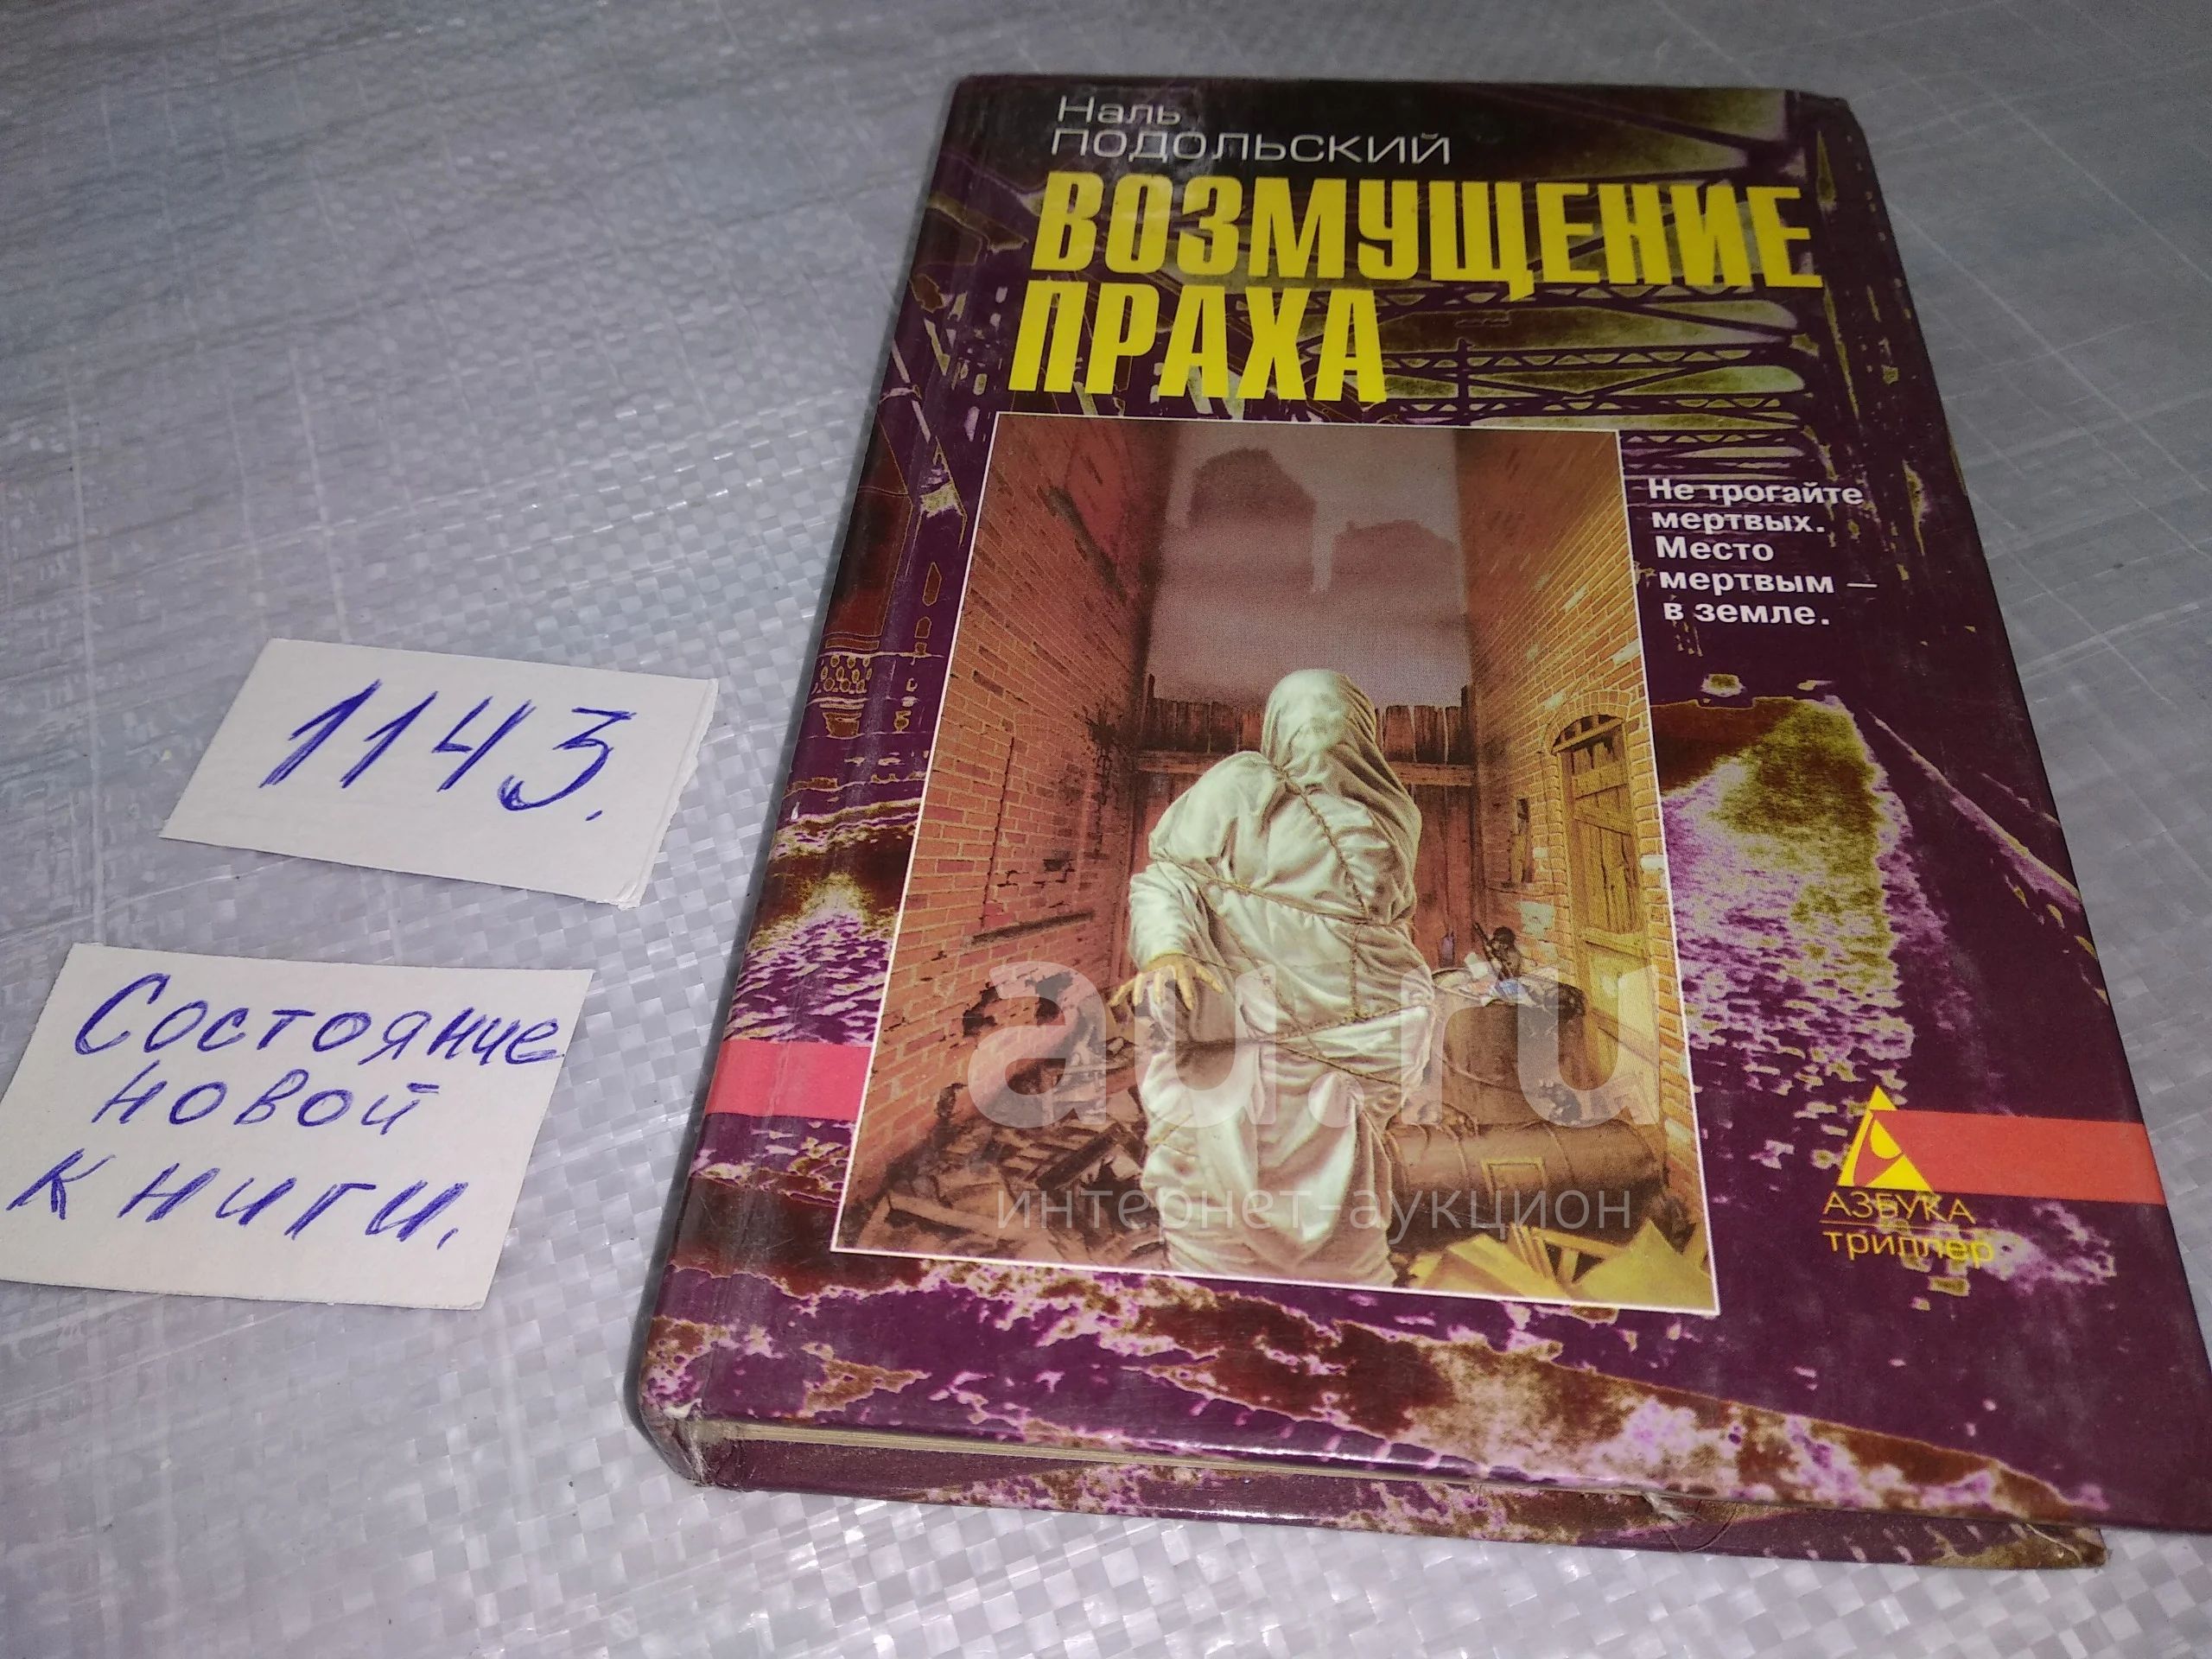 Наль
ПОДОЛЬСКИЙ
ВОЗМУЩЕНИЕ
ПРАХА
Не трогайте
мертвых.
Место
мертвым –
в земле.
1143.
Состояние
новой
книги.
au.ru
интернет-аукцион
АЗБУКА
триллер